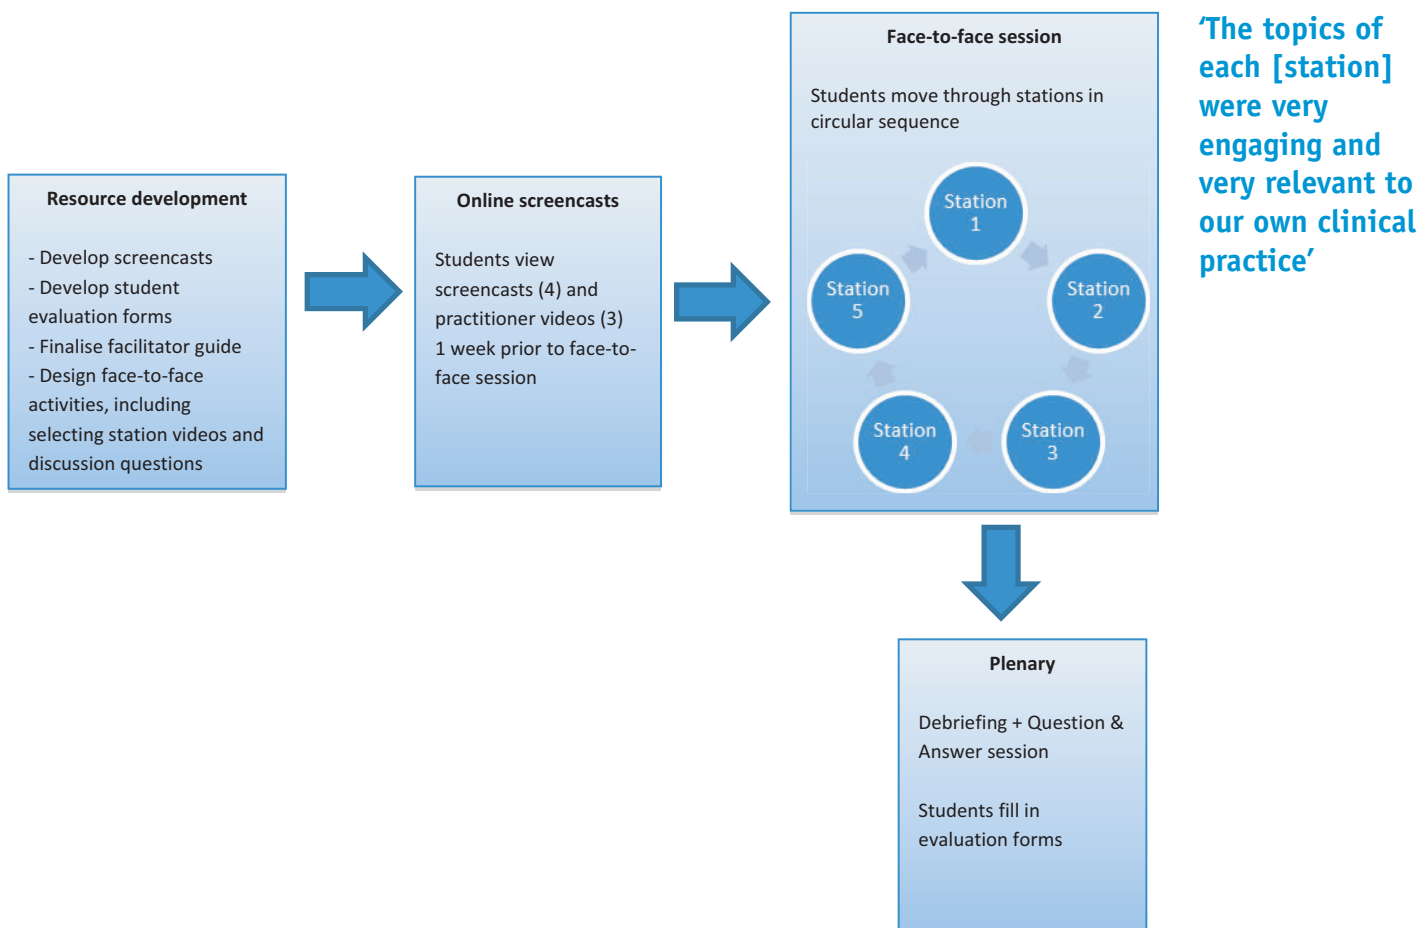 Resource development
- Develop screencasts
- Develop student
evaluation forms
- Finalise facilitator guide
- Design face-to-face
activities, including
selecting station videos and
discussion questions
Online screencasts
Students view
screencasts (4) and
practitioner videos (3)
1 week prior to face-to-
face session
Face-to-face session
Students move through stations in
circular sequence
Station
1
Station
2
Station
3
Station
4
Station
5
Plenary
Debriefing + Question &
Answer session
Students fill in
evaluation forms
‘The topics of
each [station]
were very
engaging and
very relevant to
our own clinical
practice’